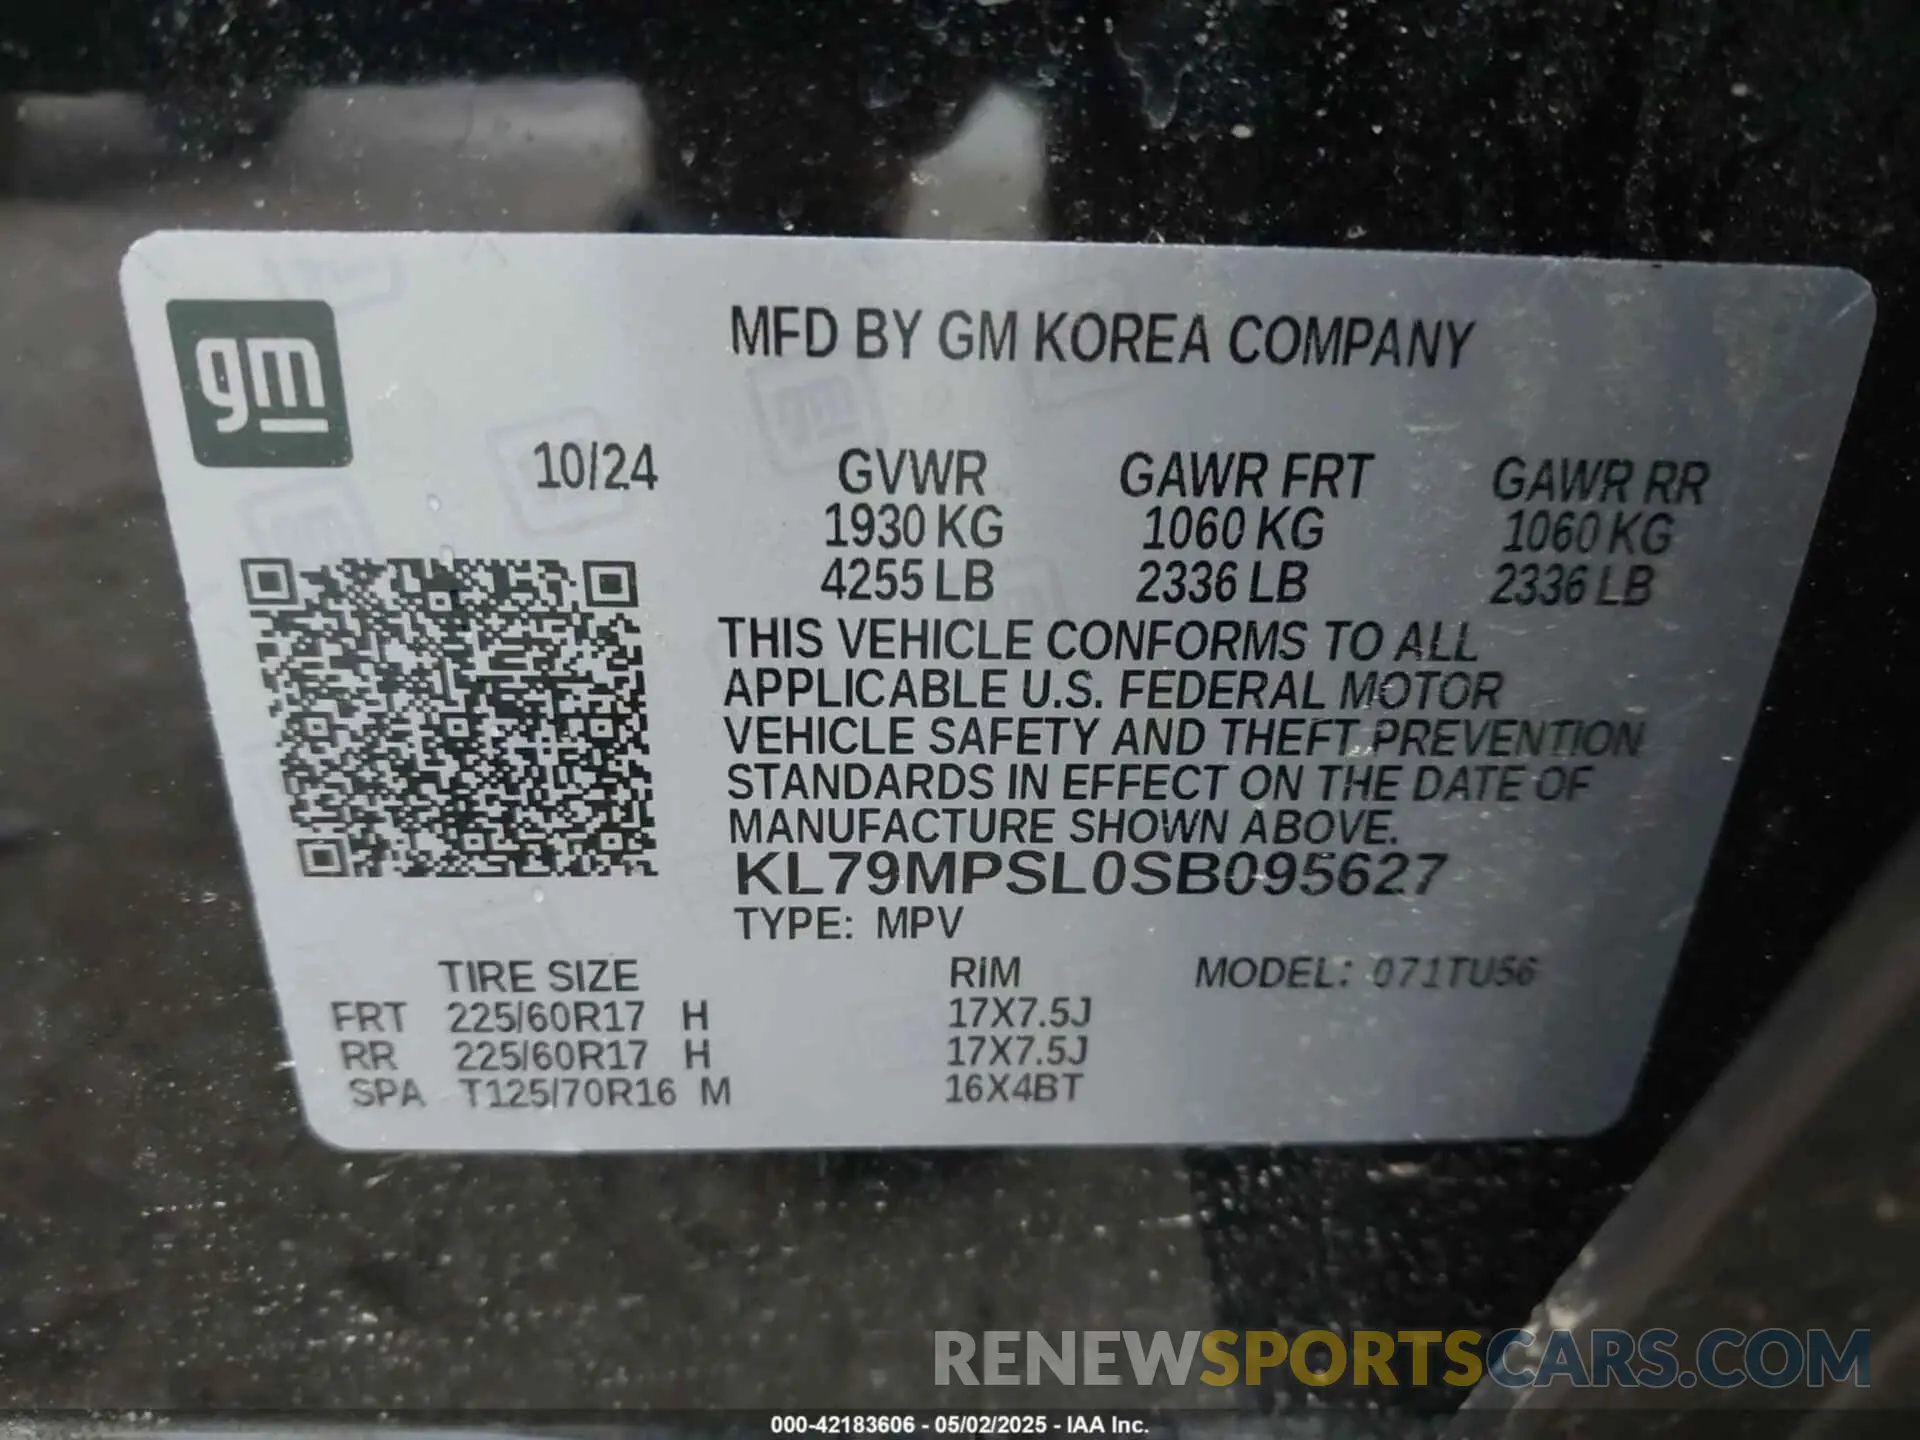 gm
MFD BY GM KOREA COMPANY
10/24 GVWR GAWR FRT GAWR RR
1930 KG 1060 KG 1060 KG
4255 LB 2336 LB 2336 LB
THIS VEHICLE CONFORMS TO ALL
APPLICABLE U.S. FEDERAL MOTOR
VEHICLE SAFETY AND THEFT PREVENTION
STANDARDS IN EFFECT ON THE DATE OF
MANUFACTURE SHOWN ABOVE.
KL79MPSL0SB095627
TYPE: MPV
TIRE SIZE RIM MODEL: 071TU56
FRT 225/60R17 H 17X7.5J
RR 225/60R17 H 17X7.5J
SPA T125/70R16 M 16X4BT
RENEWSPORTSCARS.COM
000-42183606 - 05/02/2025 - IAA Inc.